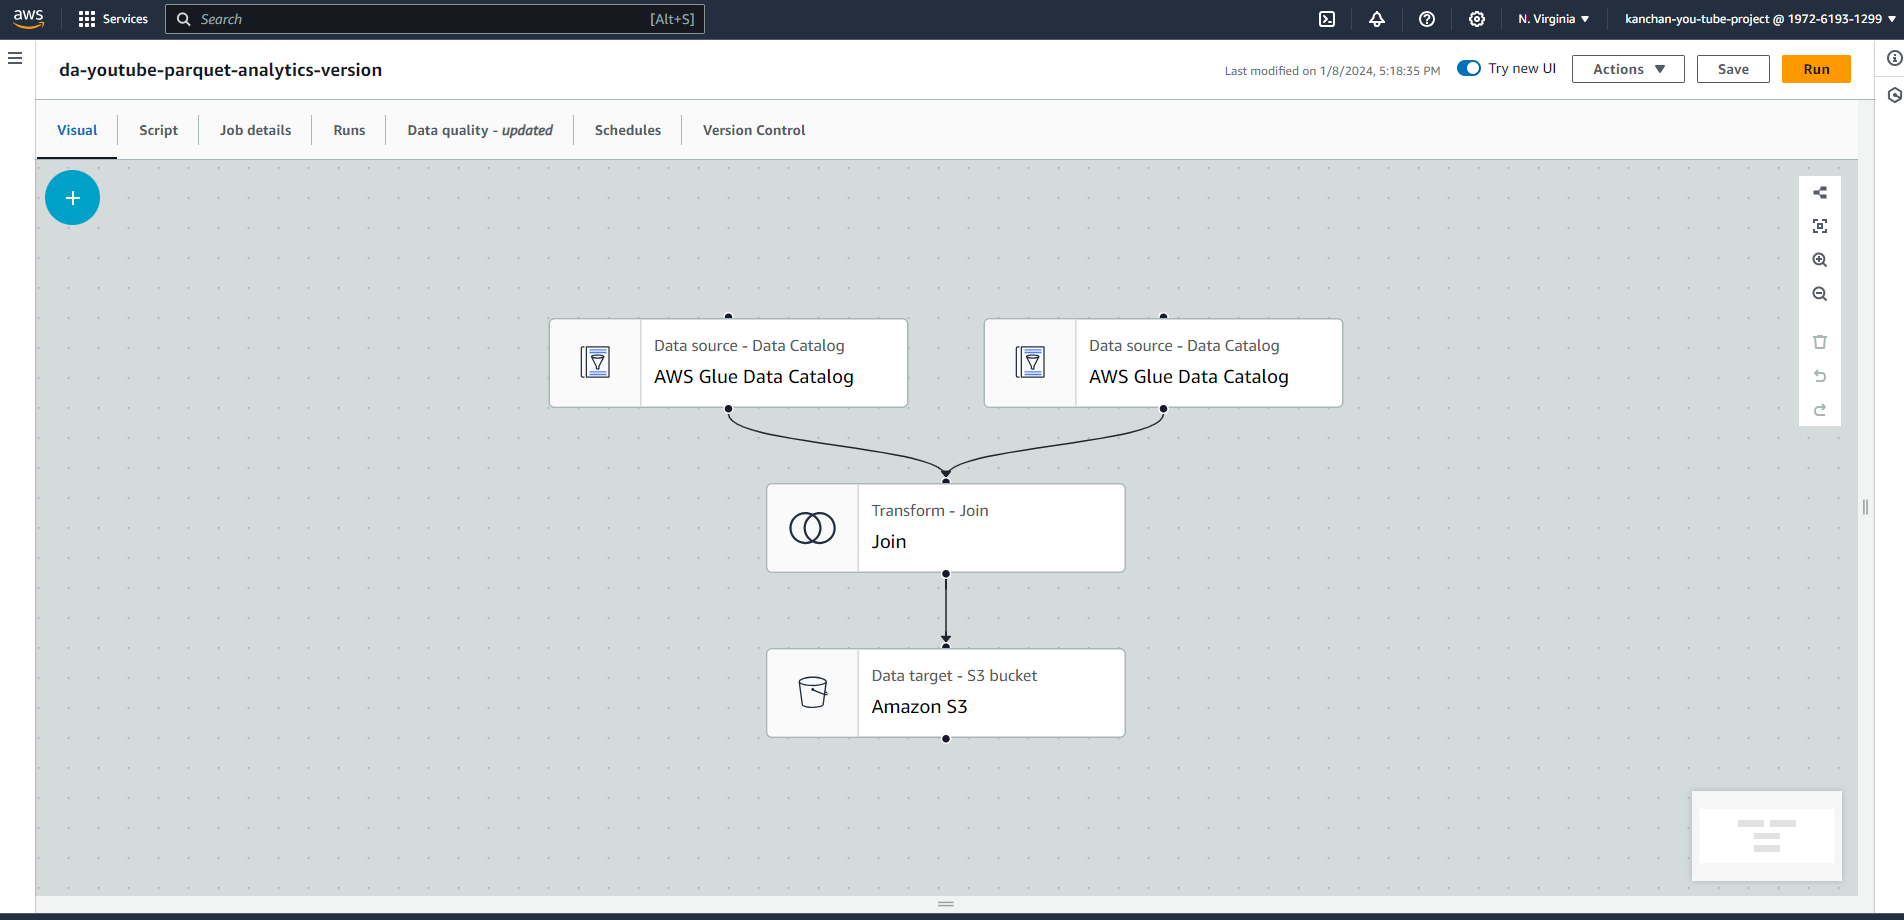 aws
Services
Search
[Alt+S]
N. Virginia
kanchan-you-tube-project @ 1972-6193-1299
da-youtube-parquet-analytics-version
Last modified on 1/8/2024, 5:18:35 PM
Try new UI
Actions
Save
Run
Visual
Script
Job details
Runs
Data quality - updated
Schedules
Version Control
Data source - Data Catalog
AWS Glue Data Catalog
Data source - Data Catalog
AWS Glue Data Catalog
Transform - Join
Join
Data target - S3 bucket
Amazon S3